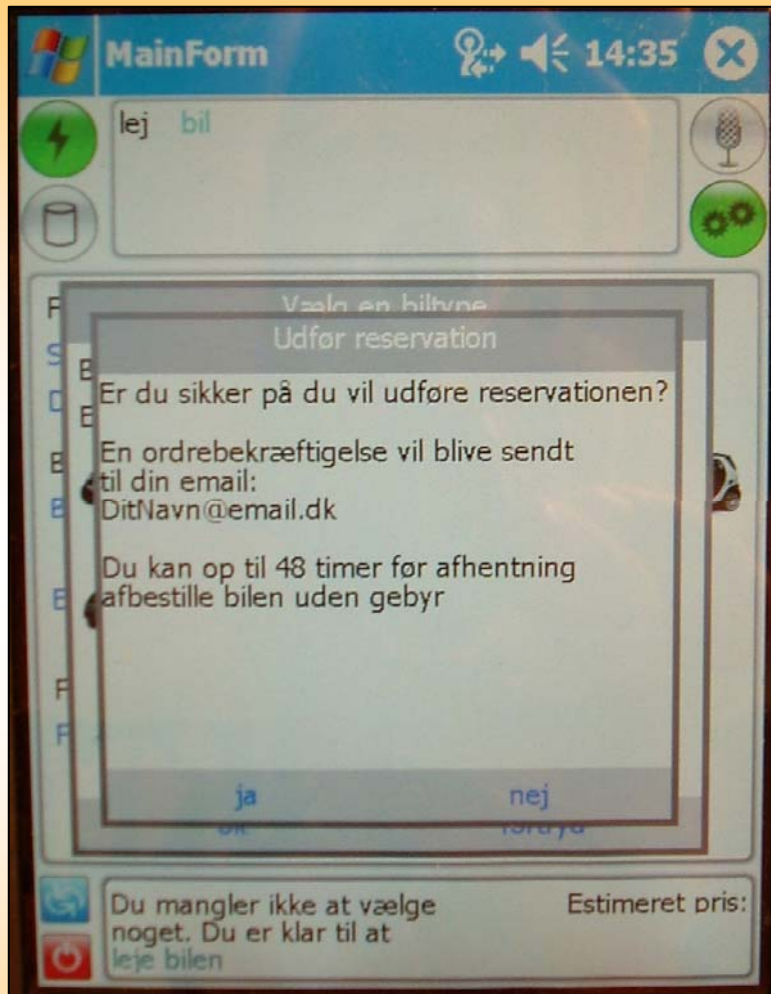 MainForm 14:35
lej bil
Vælg en biltype
Udfør reservation
Er du sikker på du vil udføre reservationen?
En ordrebekræftigelse vil blive sendt
til din email:
DitNavn@email.dk
Du kan op til 48 timer før afhentning
afbestille bilen uden gebyr
ja nej
Du mangler ikke at vælge
noget. Du er klar til at
leje bilen
Estimeret pris: